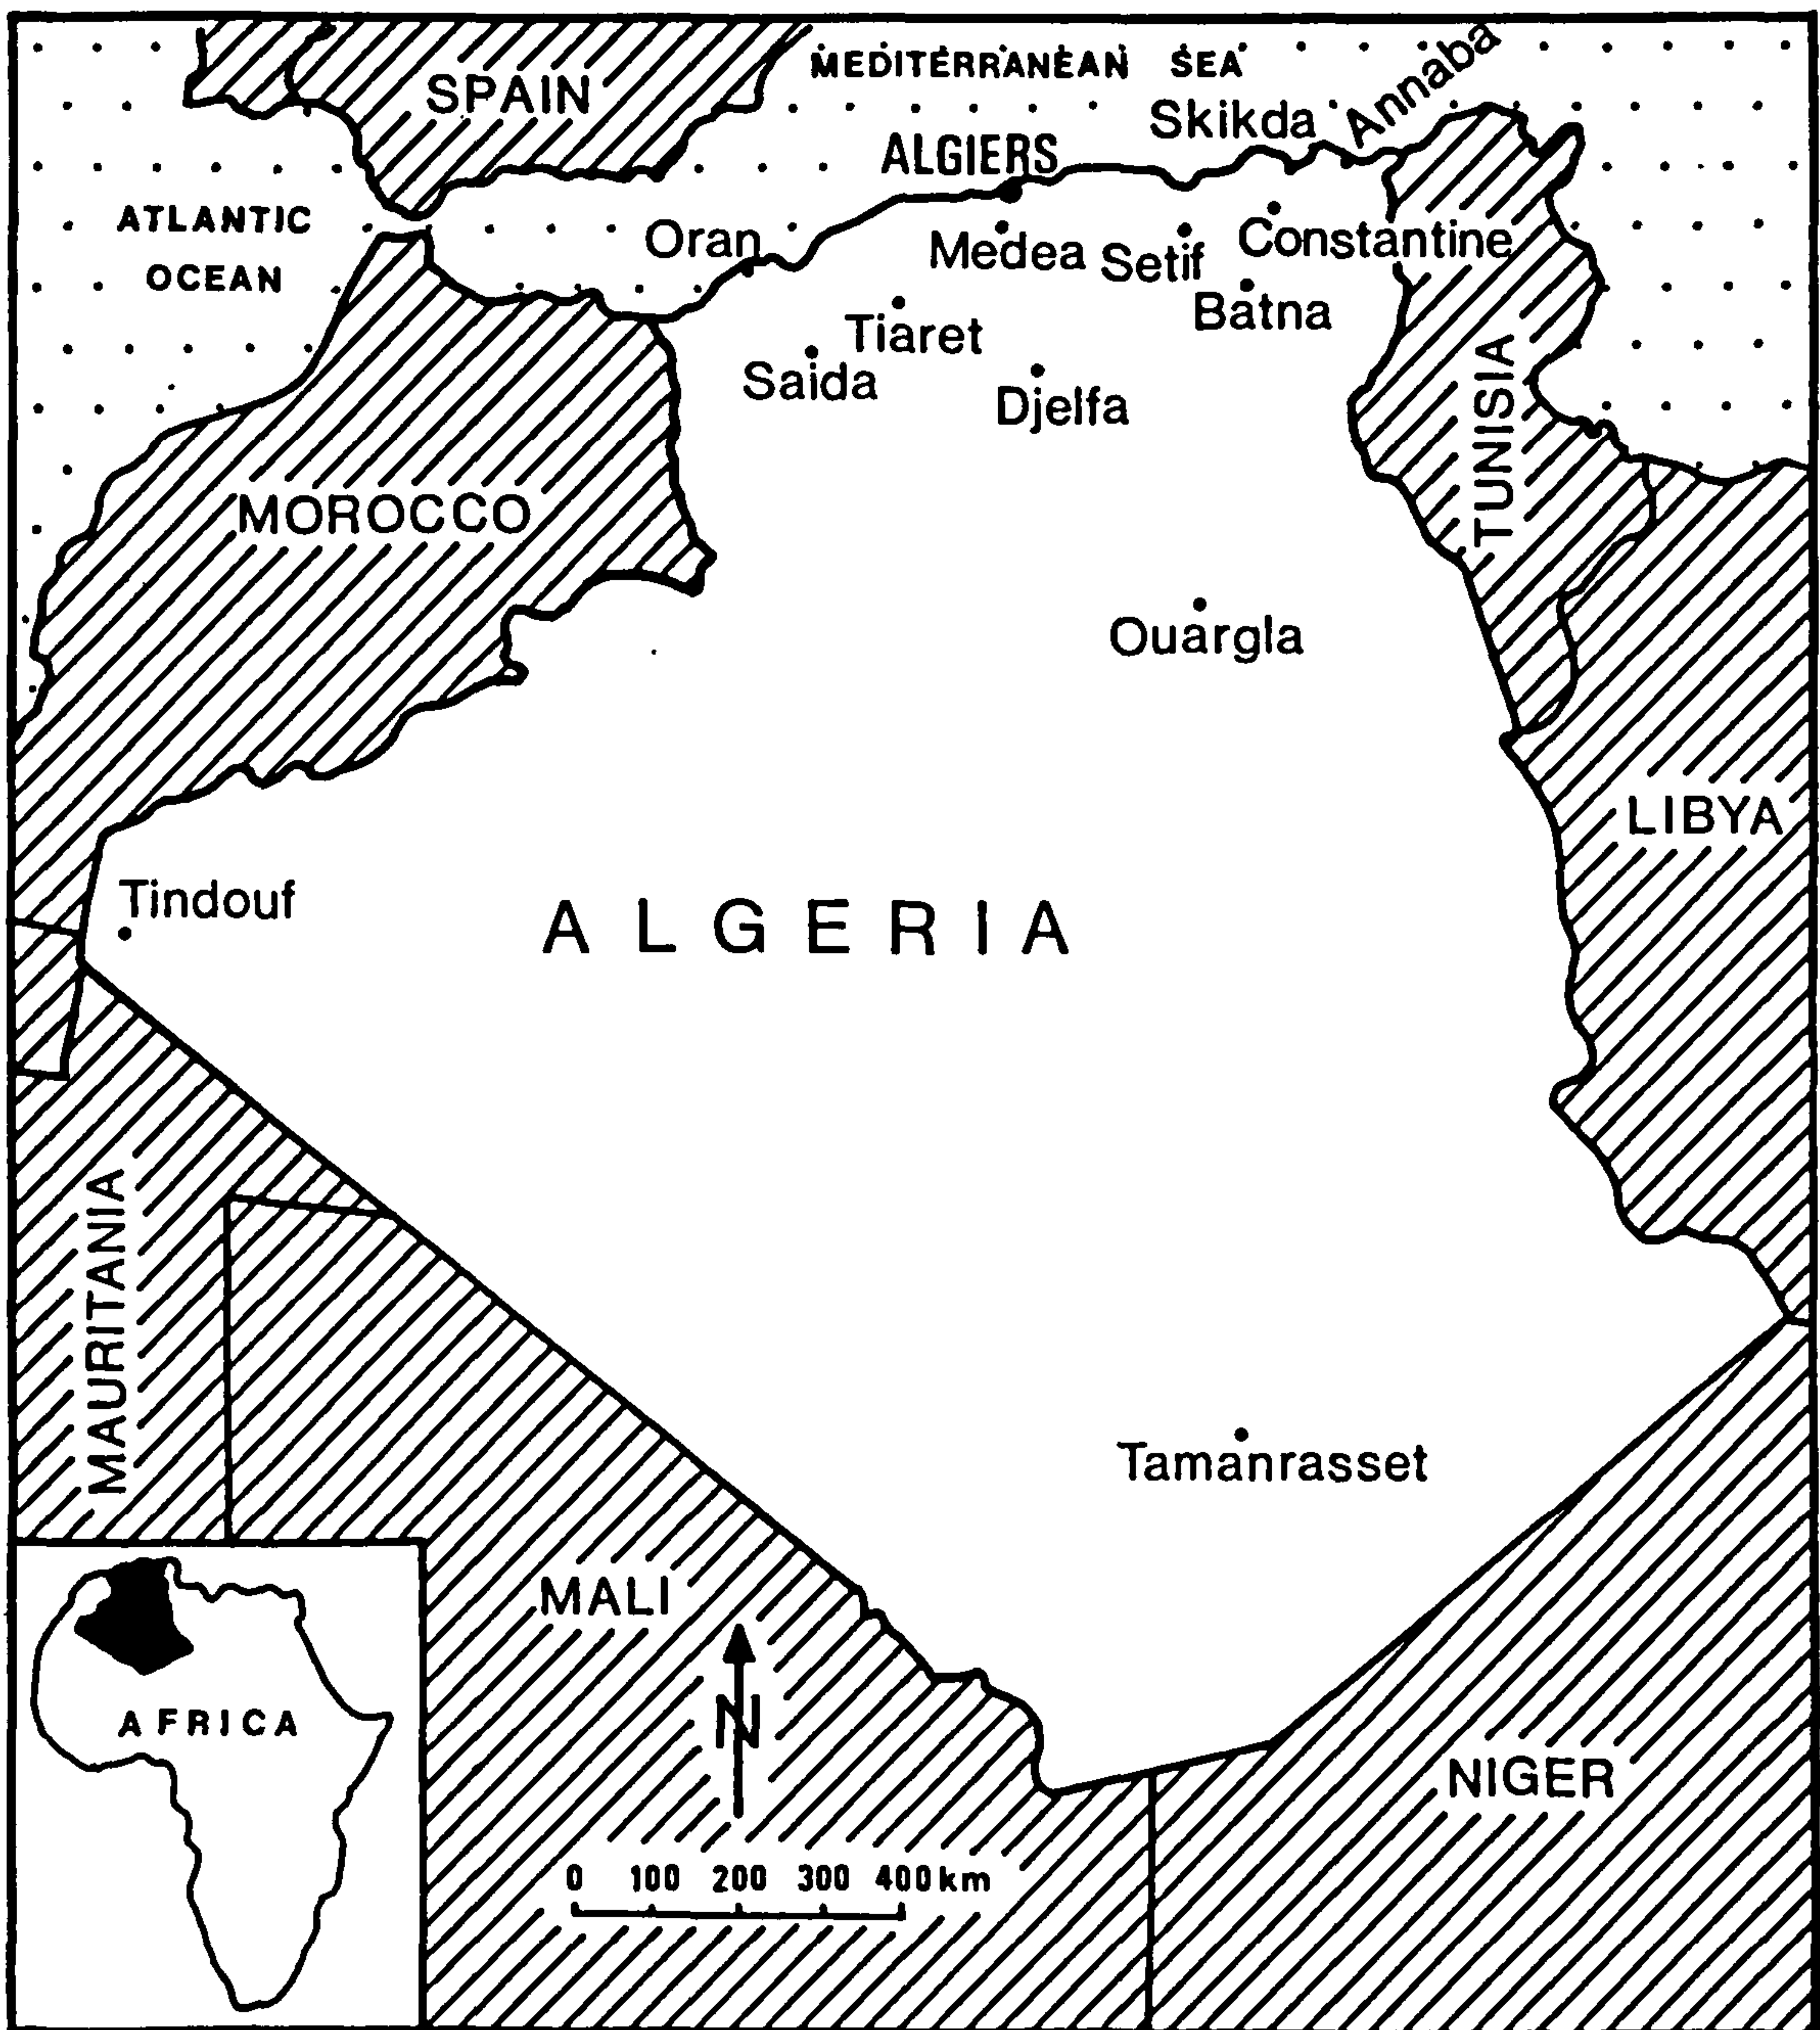 MEDITERRANEAN SEA
Annaba
SPAIN
Skikda
ALGIERS
ATLANTIC
OCEAN
Oran
Medea
Setif
Constantine
Batna
Tiaret
Saida
Djelfa
TUNISIA
MOROCCO
Ouargla
LIBYA
Tindouf
ALGERIA
MAURITANIA
Tamanrasset
MALI
AFRICA
N
NIGER
0 100 200 300 400 km